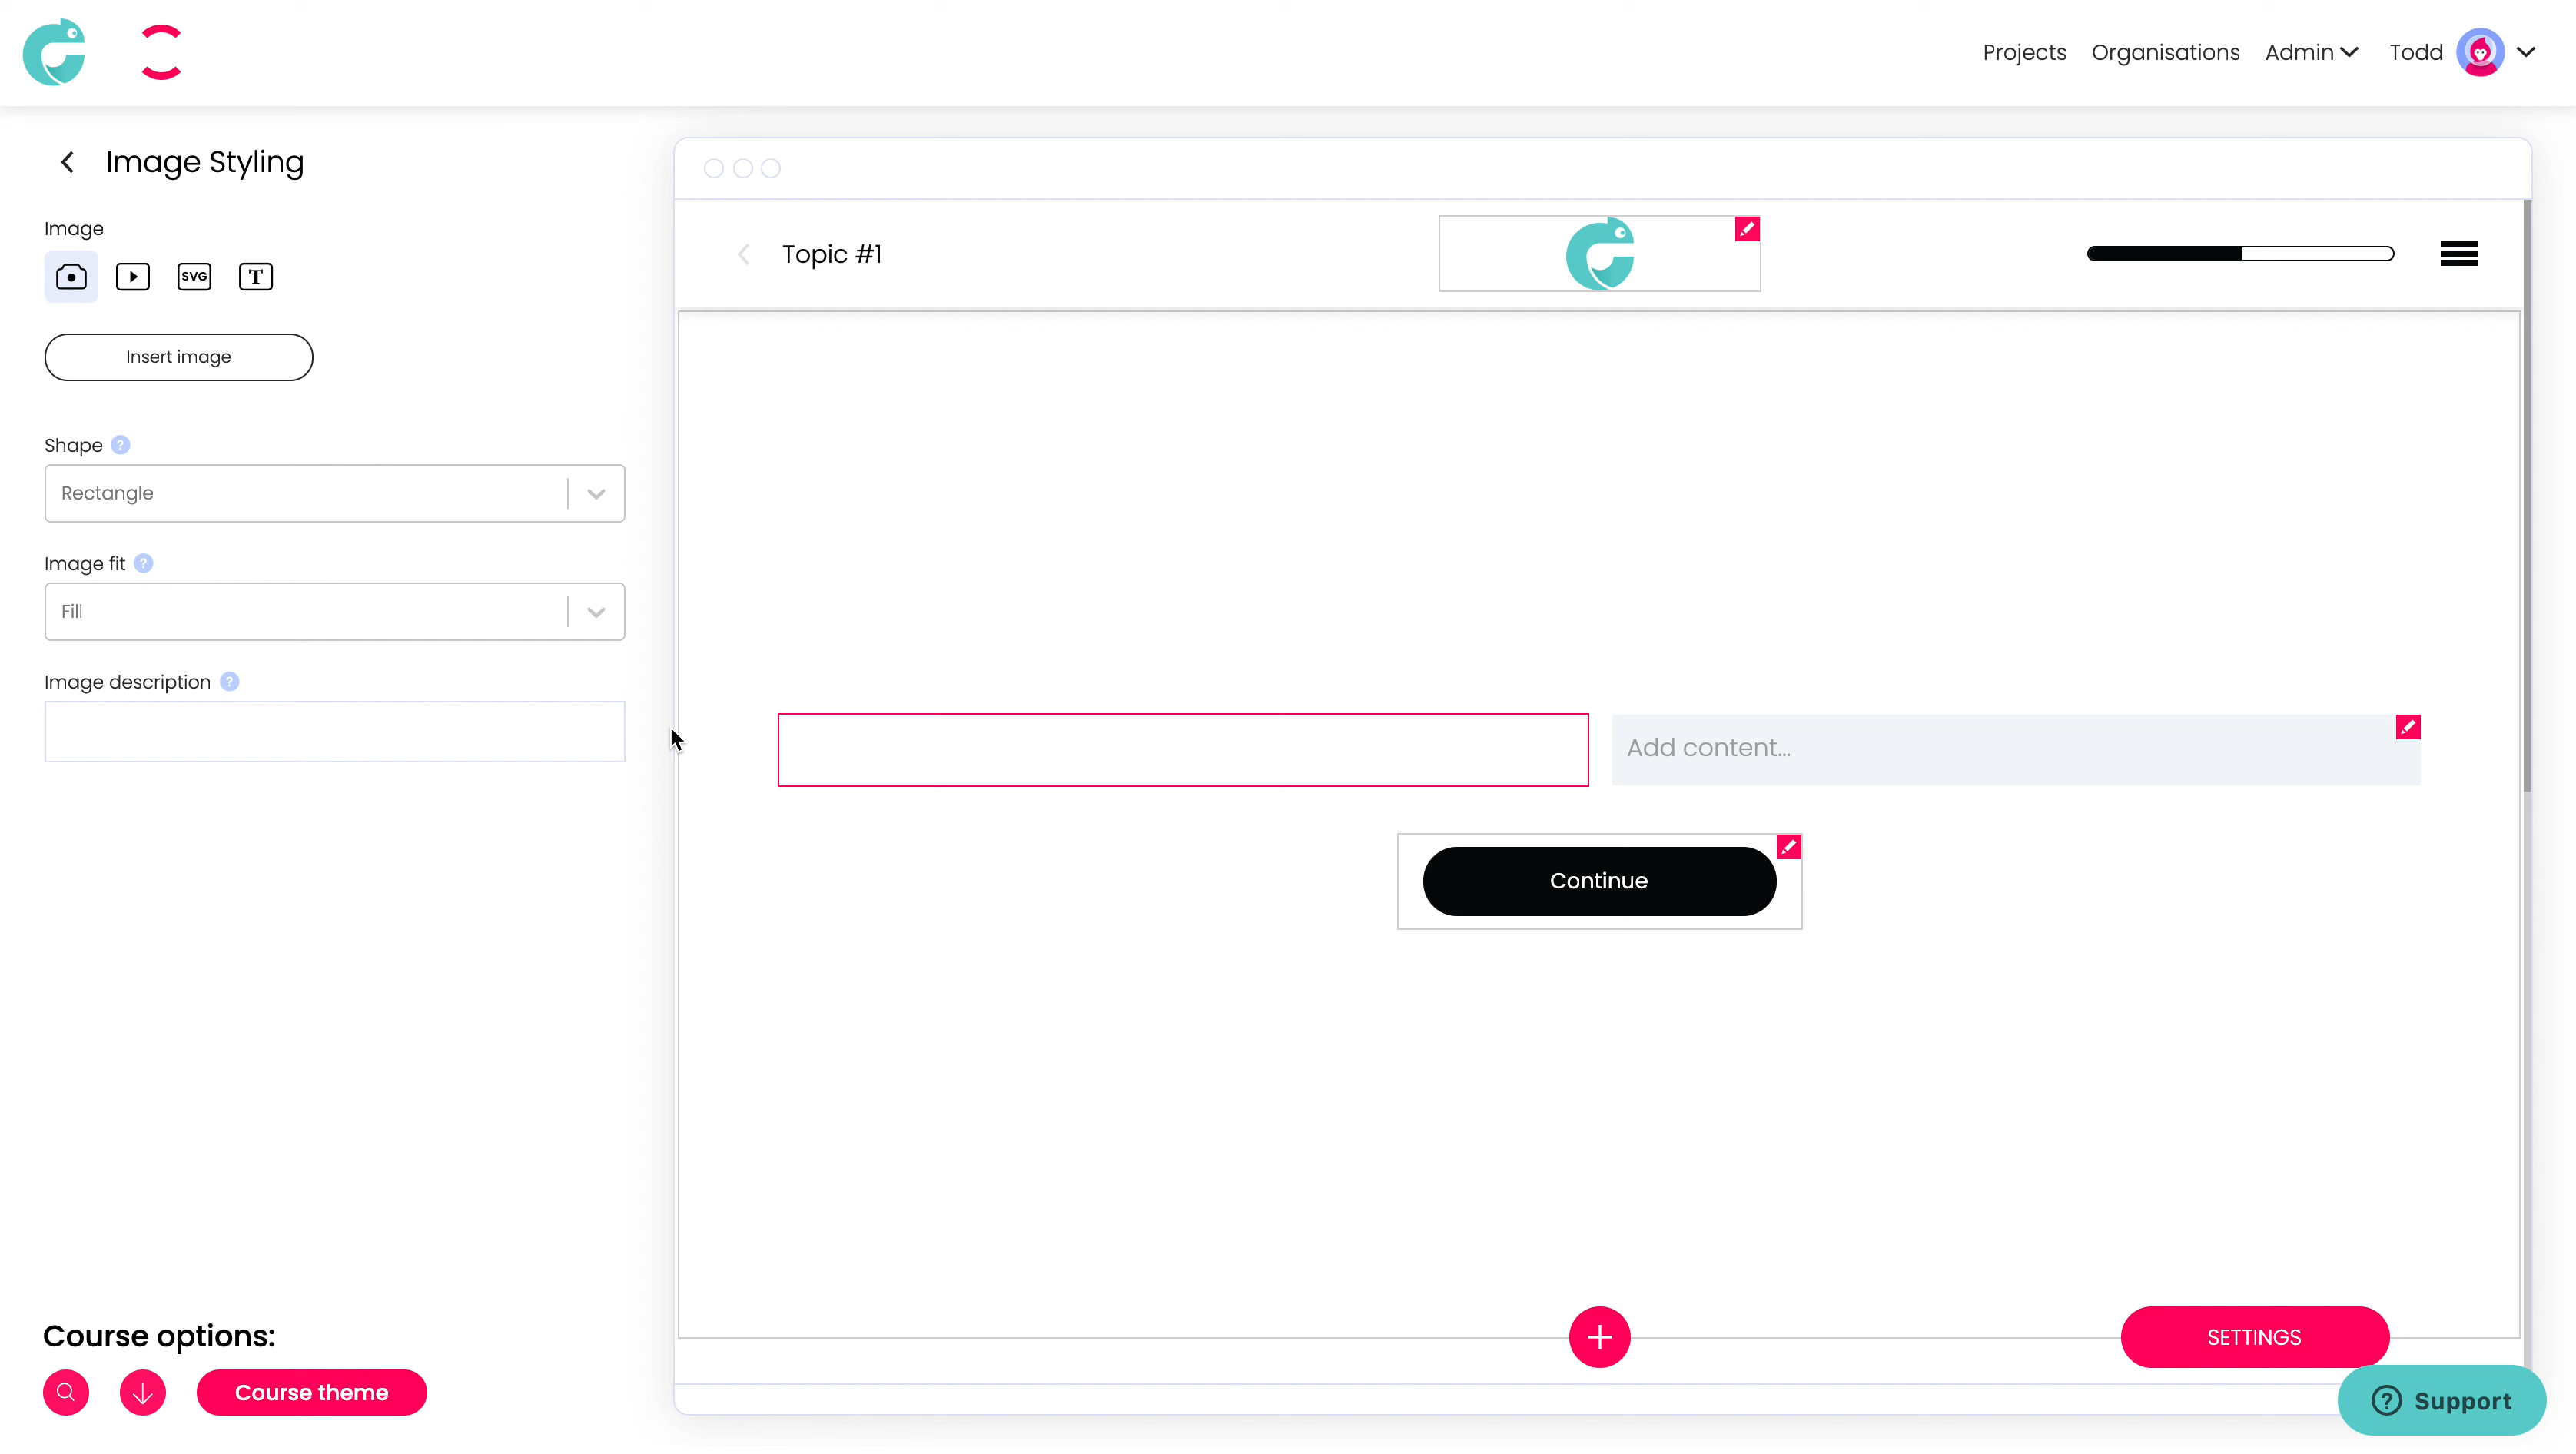 Projects Organisations Admin Todd
Image Styling
Image
SVG T
Insert image
Shape ?
Rectangle
Image fit ?
Fill
Image description ?
Topic #1
Add content...
Continue
SETTINGS
Course options:
Course theme
? Support